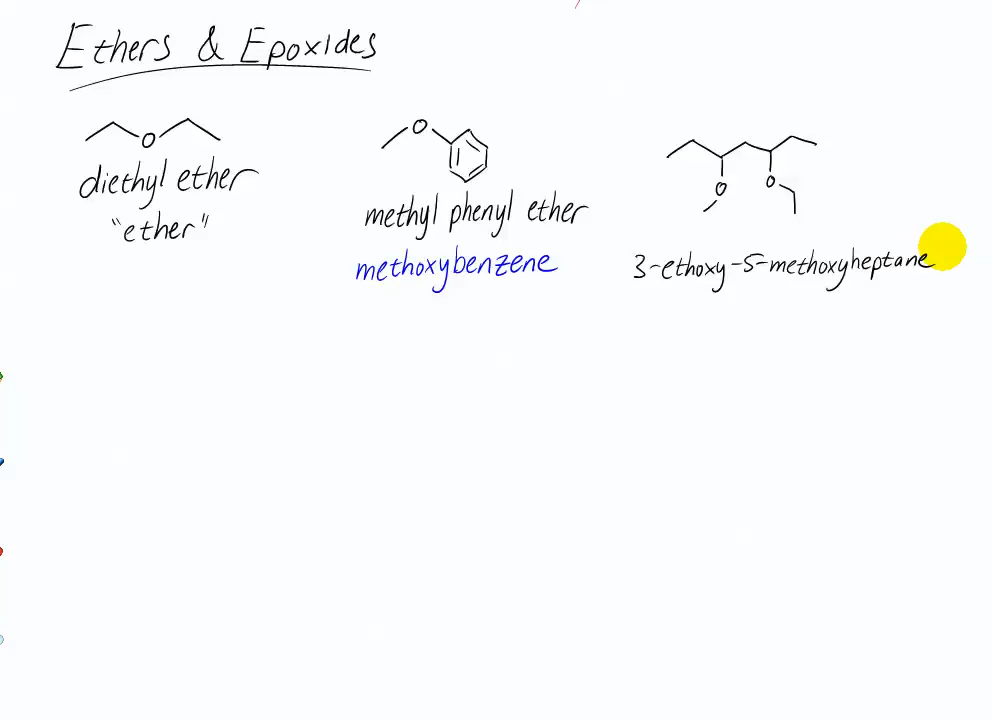 Ethers & Epoxides
O
diethyl ether
"ether"
O
methyl phenyl ether
methoxybenzene
O
O
3-ethoxy-5-methoxyheptane